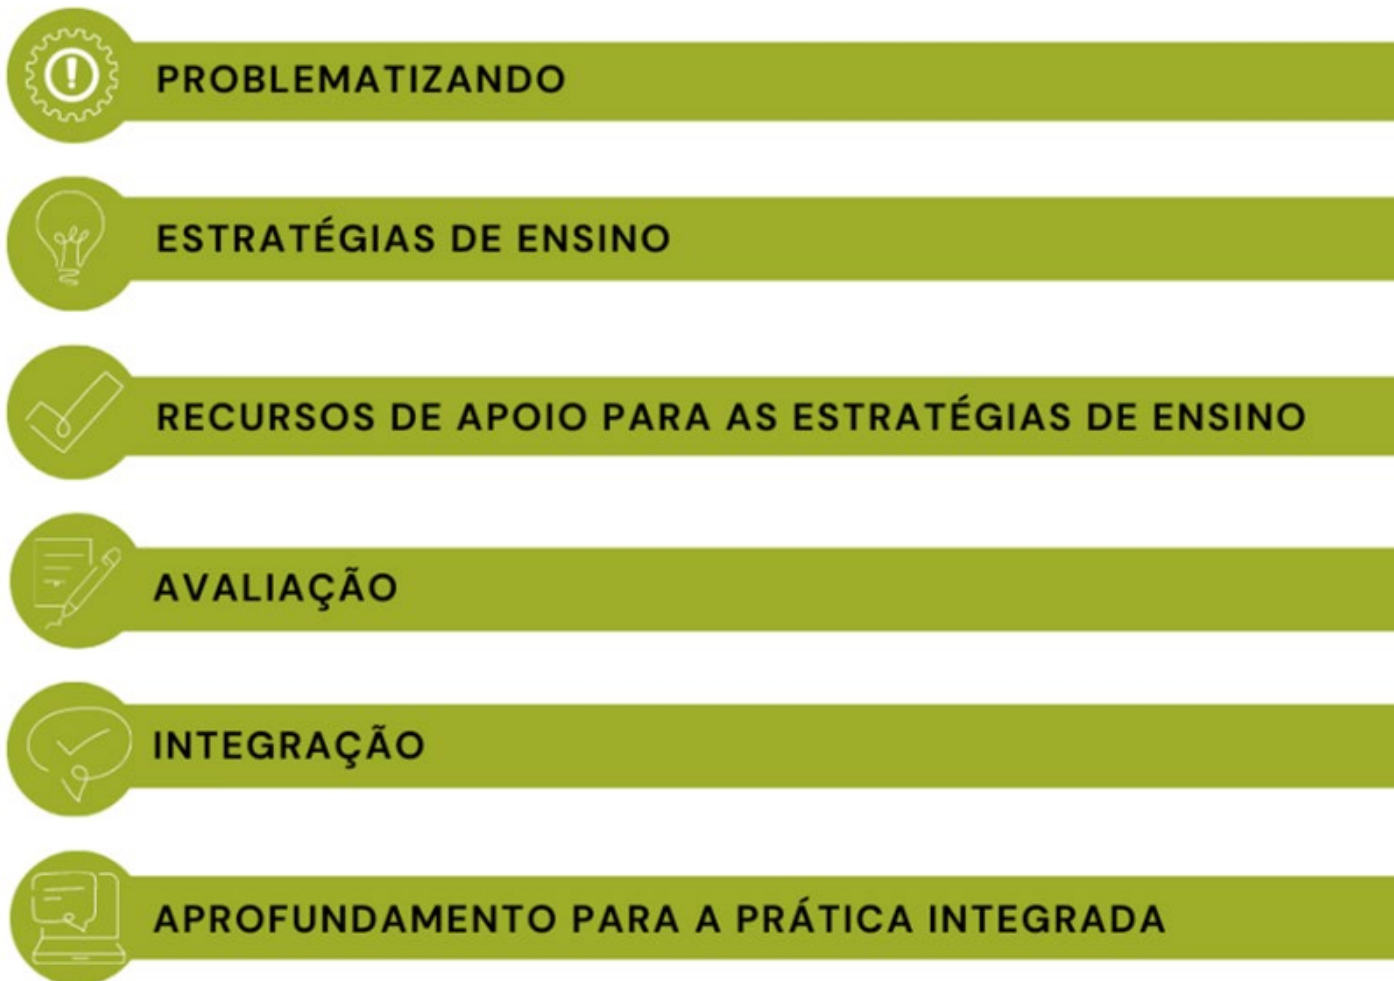 PROBLEMATIZANDO
ESTRATÉGIAS DE ENSINO
RECURSOS DE APOIO PARA AS ESTRATÉGIAS DE ENSINO
AVALIAÇÃO
INTEGRAÇÃO
APROFUNDAMENTO PARA A PRÁTICA INTEGRADA